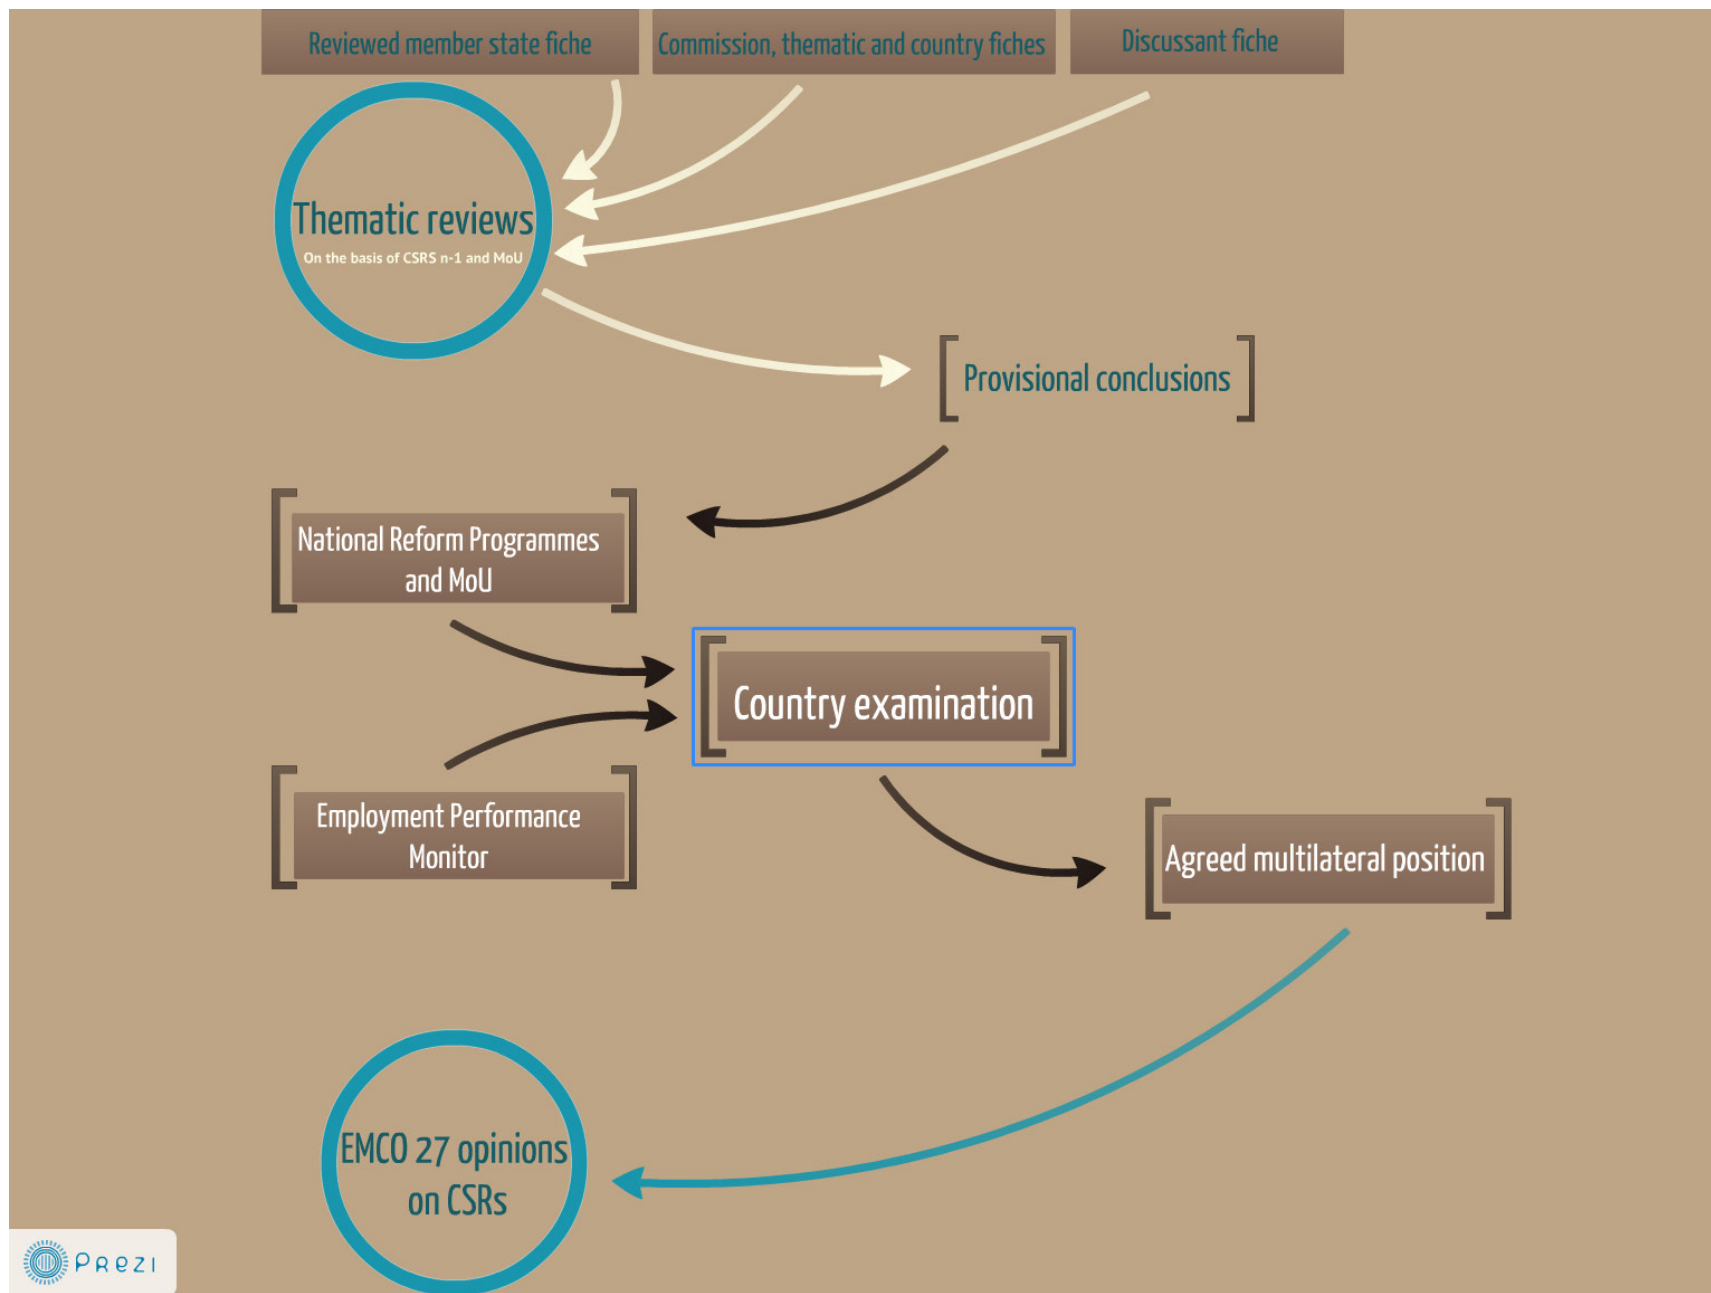 Reviewed member state fiche
Commission, thematic and country fiches
Discussant fiche
Thematic reviews
On the basis of CSRS n-1 and MoU
Provisional conclusions
National Reform Programmes
and MoU
Country examination
Employment Performance
Monitor
Agreed multilateral position
EMCO 27 opinions
on CSRs
Prezi